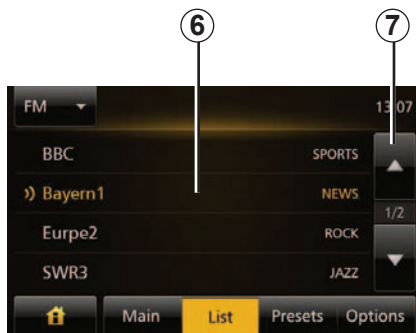 6 7
FM 13:07
BBC SPORTS
Bayern1 NEWS
1/2
Eurpe2 ROCK
SWR3 JAZZ
Main List Presets Options